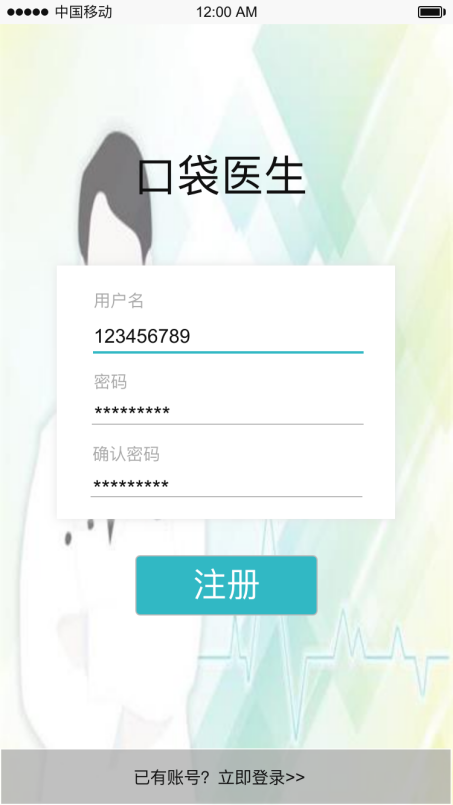 中国移动 12:00 AM
口袋医生
用户名
123456789
密码
*********
确认密码
*********
注册
已有账号？立即登录>>